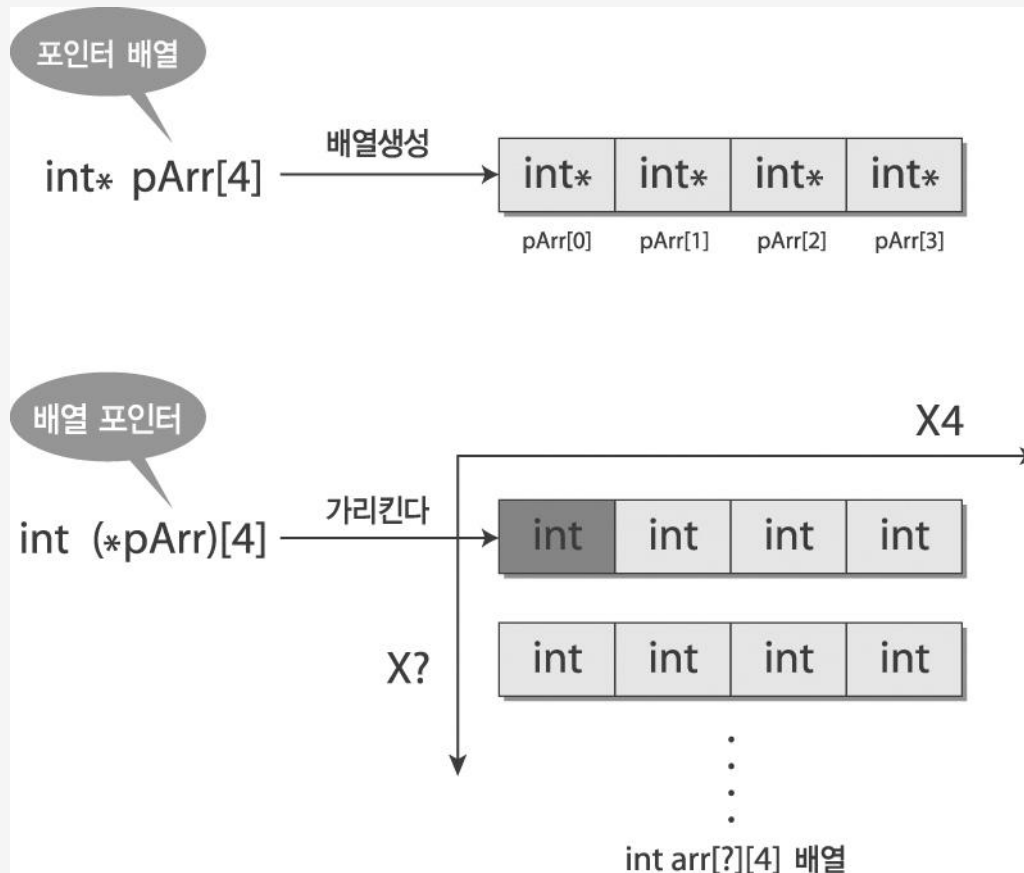 포인터 배열
int* pArr[4]
배열생성
int* int* int* int*
pArr[0] pArr[1] pArr[2] pArr[3]
배열 포인터
X4
int (*pArr)[4]
가리킨다
int int int int
X?
int int int int
int arr[?][4] 배열